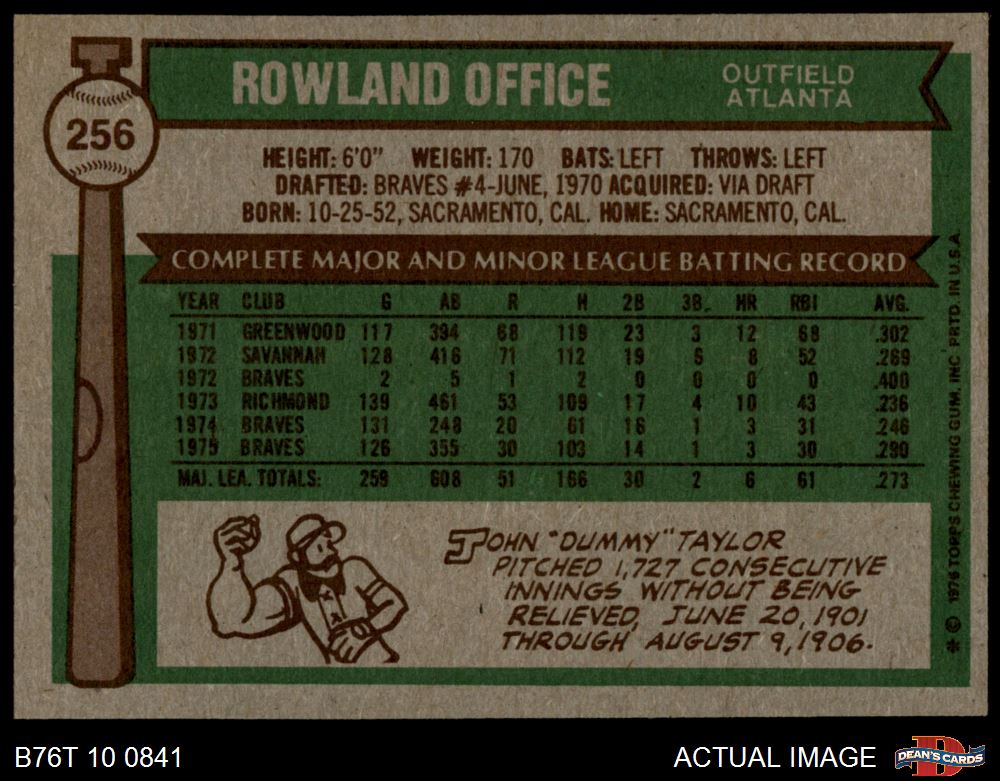 256
ROWLAND OFFICE
OUTFIELD
ATLANTA
HEIGHT: 6'0" WEIGHT: 170 BATS: LEFT THROWS: LEFT
DRAFTED: BRAVES #4-JUNE, 1970 ACQUIRED: VIA DRAFT
BORN: 10-25-52, SACRAMENTO, CAL. HOME: SACRAMENTO, CAL.
COMPLETE MAJOR AND MINOR LEAGUE BATTING RECORD
YEAR CLUB G AB R H 2B 3B HR RBI AVG.
1971 GREENWOOD 117 394 68 119 23 3 12 68 .302
1972 SAVANNAH 128 416 71 112 19 6 8 52 .269
1972 BRAVES 2 5 1 2 0 0 0 0 .400
1973 RICHMOND 139 461 53 109 17 4 10 43 .236
1974 BRAVES 131 248 20 61 16 1 3 31 .246
1975 BRAVES 126 355 30 103 14 1 3 30 .290
MAJ. LEA. TOTALS: 259 608 51 166 30 2 6 61 .273
JOHN "DUMMY" TAYLOR
PITCHED 1,727 CONSECUTIVE
INNINGS WITHOUT BEING
RELIEVED, JUNE 20, 1901
THROUGH AUGUST 9, 1906.
* © 1976 TOPPS CHEWING GUM, INC. PRTD. IN U.S.A.
B76T 10 0841
ACTUAL IMAGE
DEAN'S CARDS